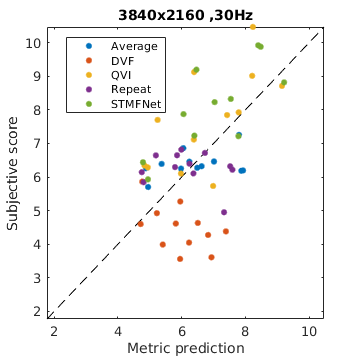 3840x2160 ,30Hz
Average
DVF
QVI
Repeat
STMFNet
Subjective score
10
9
8
7
6
5
4
3
2
2 4 6 8 10
Metric prediction